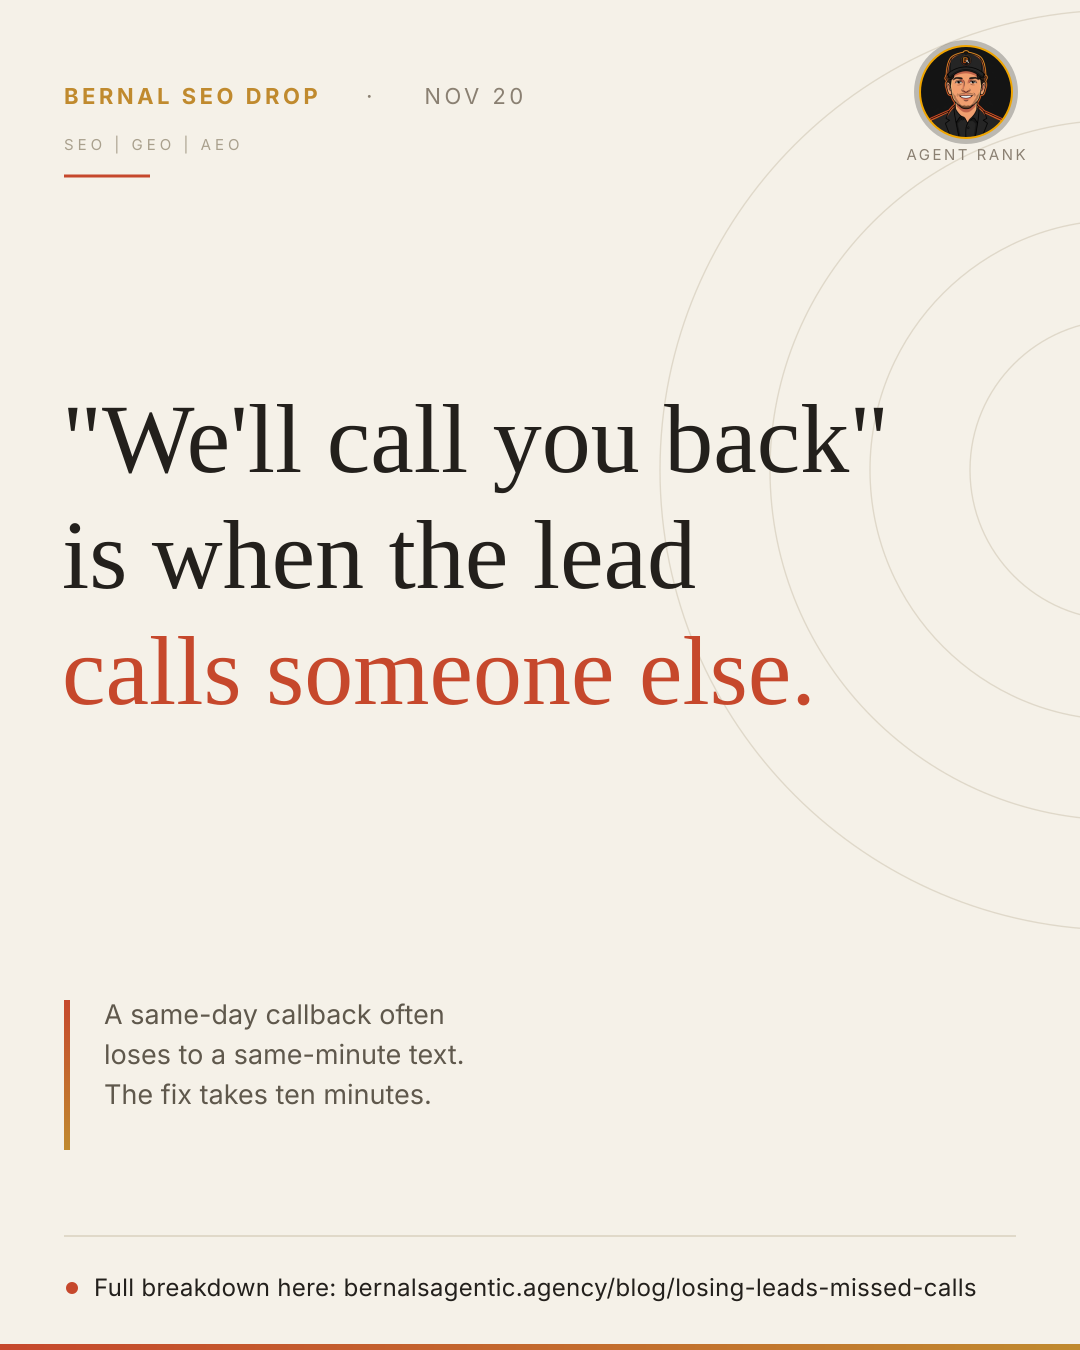 BERNAL SEO DROP · NOV 20
SEO | GEO | AEO
AGENT RANK
"We'll call you back"
is when the lead
calls someone else.
A same-day callback often
loses to a same-minute text.
The fix takes ten minutes.
Full breakdown here: bernalsagentic.agency/blog/losing-leads-missed-calls